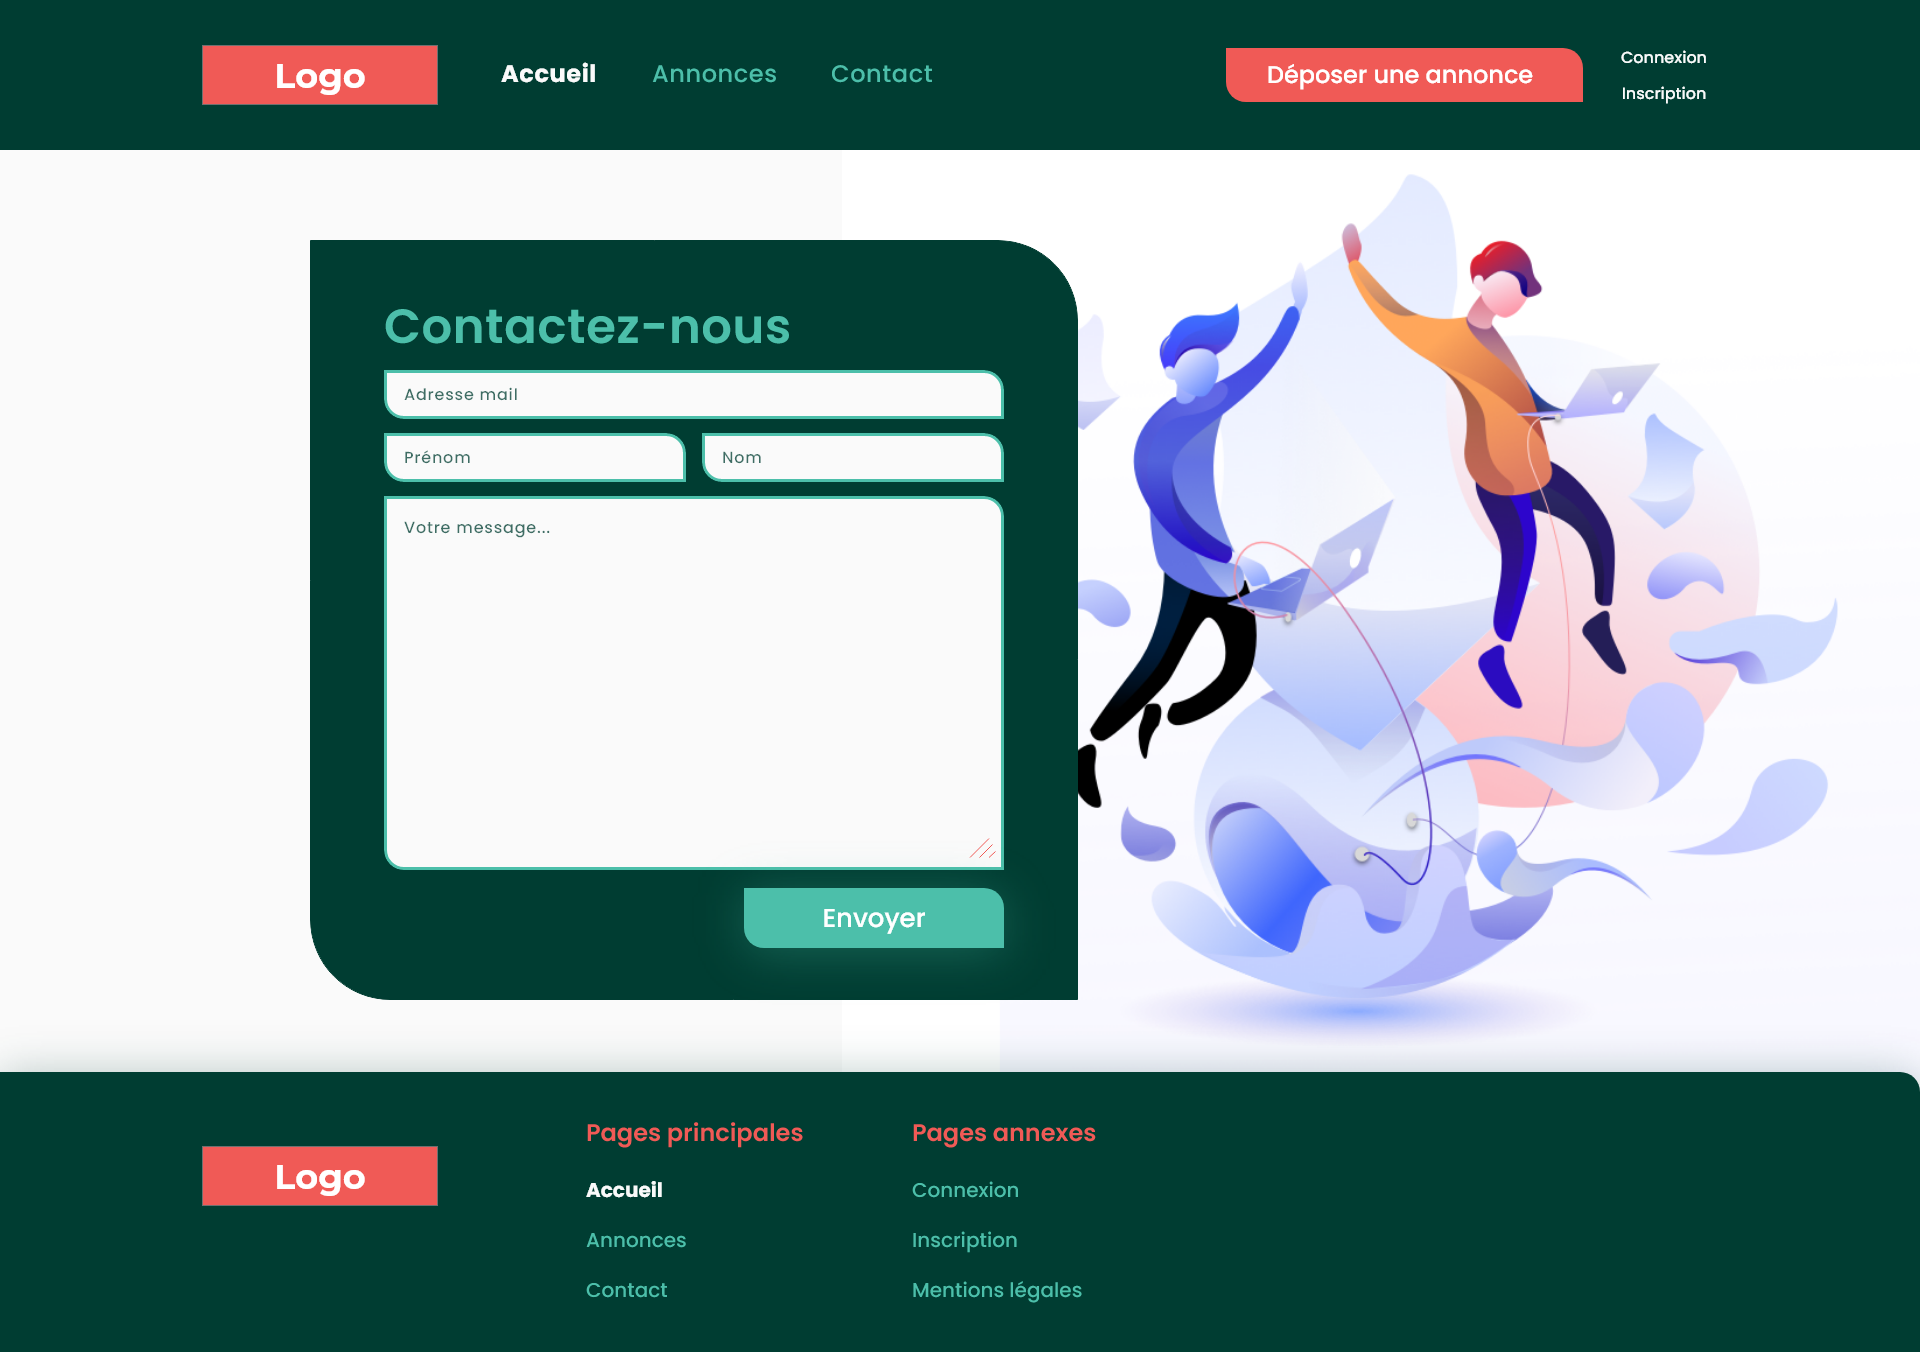 Logo
Accueil
Annonces
Contact
Déposer une annonce
Connexion
Inscription
Contactez-nous
Adresse mail
Prénom
Nom
Votre message...
Envoyer
Logo
Pages principales
Accueil
Annonces
Contact
Pages annexes
Connexion
Inscription
Mentions légales